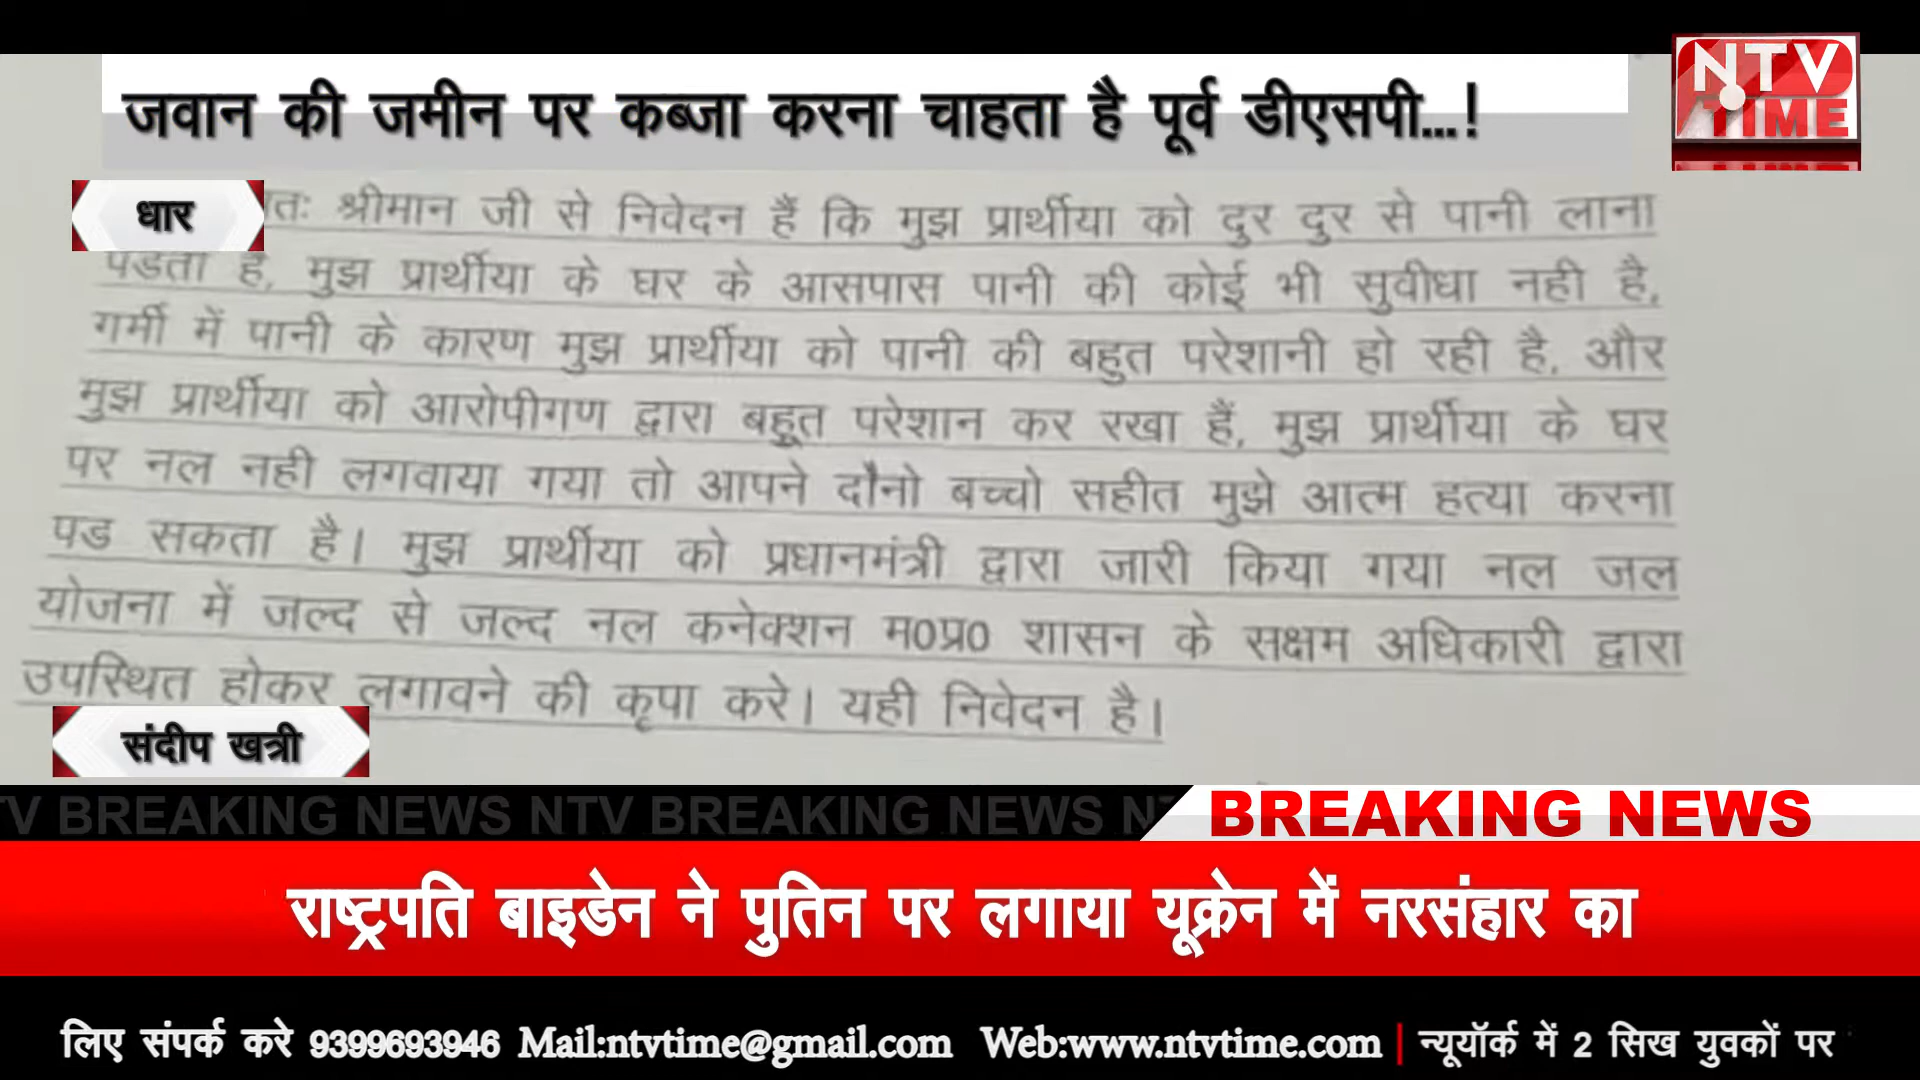 जवान की जमीन पर कब्जा करना चाहता है पूर्व डीएसपी...!
NTV
TIME
धार
श्रीमान जी से निवेदन हैं कि मुझ प्रार्थीया को दुर दुर से पानी लाना
पडता है, मुझ प्रार्थीया के घर के आसपास पानी की कोई भी सुवीधा नही है,
गर्मी में पानी के कारण मुझ प्रार्थीया को पानी की बहुत परेशानी हो रही है, और
मुझ प्रार्थीया को आरोपीगण द्वारा बहुत परेशान कर रखा हैं, मुझ प्रार्थीया के घर
पर नल नही लगवाया गया तो आपने दौनो बच्चो सहीत मुझे आत्म हत्या करना
पड सकता है। मुझ प्रार्थीया को प्रधानमंत्री द्वारा जारी किया गया नल जल
योजना में जल्द से जल्द नल कनेक्शन म0प्र0 शासन के सक्षम अधिकारी द्वारा
उपस्थित होकर लगावने की कृपा करे। यही निवेदन है।
संदीप खत्री
TV BREAKING NEWS NTV BREAKING NEWS NT
BREAKING NEWS
राष्ट्रपति बाइडेन ने पुतिन पर लगाया यूक्रेन में नरसंहार का
लिए संपर्क करे 9399693946 Mail:ntvtime@gmail.com Web:www.ntvtime.com | न्यूयॉर्क में 2 सिख युवकों पर